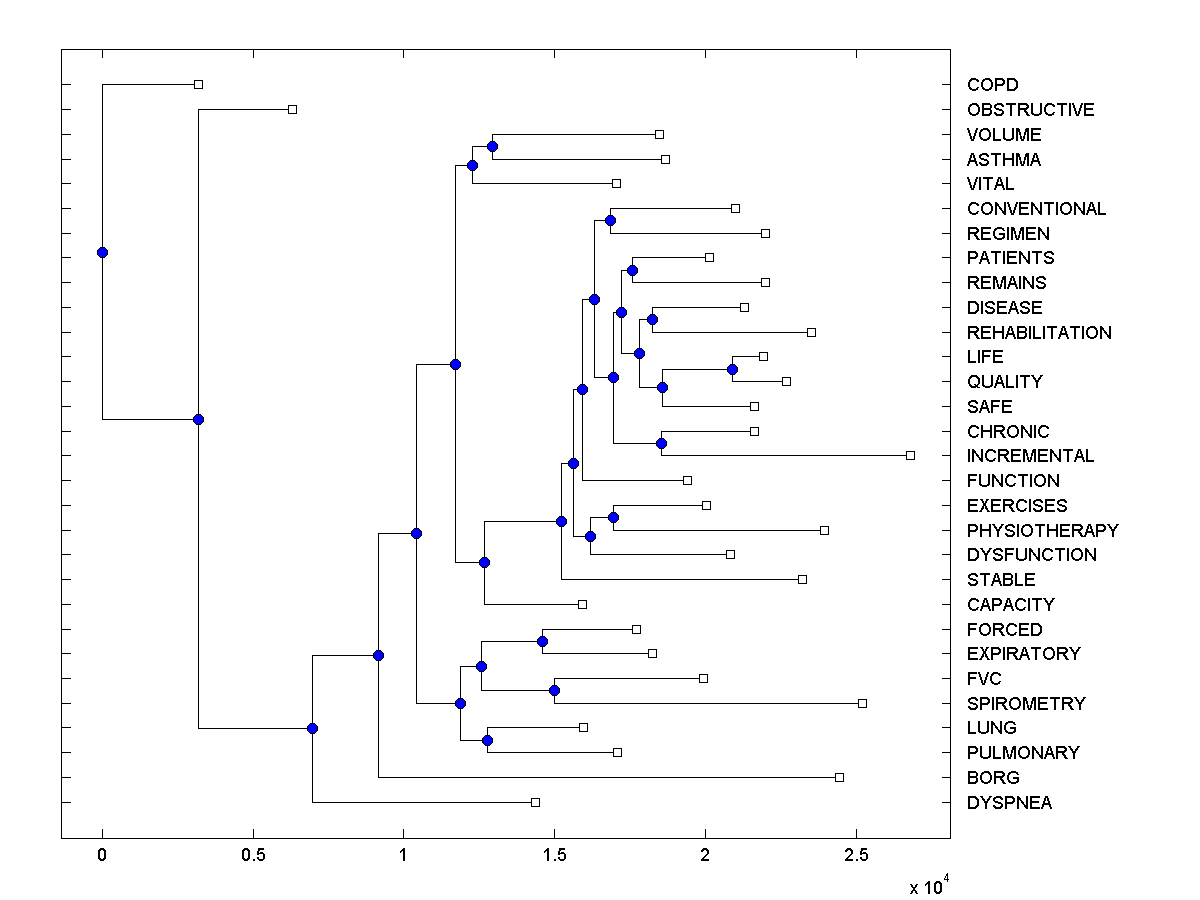 COPD
OBSTRUCTIVE
VOLUME
ASTHMA
VITAL
CONVENTIONAL
REGIMEN
PATIENTS
REMAINS
DISEASE
REHABILITATION
LIFE
QUALITY
SAFE
CHRONIC
INCREMENTAL
FUNCTION
EXERCISES
PHYSIOTHERAPY
DYSFUNCTION
STABLE
CAPACITY
FORCED
EXPIRATORY
FVC
SPIROMETRY
LUNG
PULMONARY
BORG
DYSPNEA
0 0.5 1 1.5 2 2.5
x 10^4